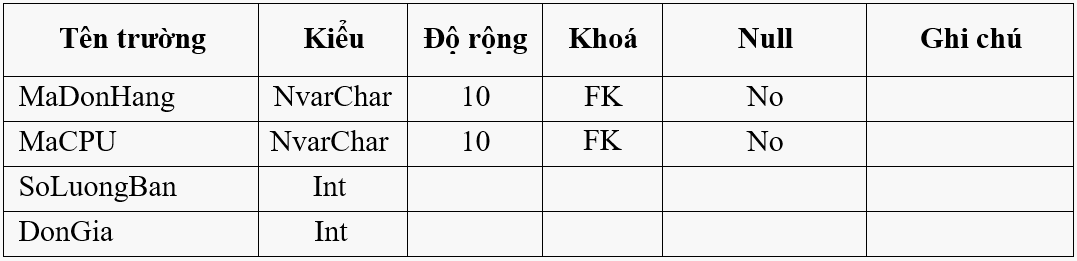 Tên trường Kiểu Độ rộng Khoá Null Ghi chú
MaDonHang NvarChar 10 FK No
MaCPU NvarChar 10 FK No
SoLuongBan Int
DonGia Int